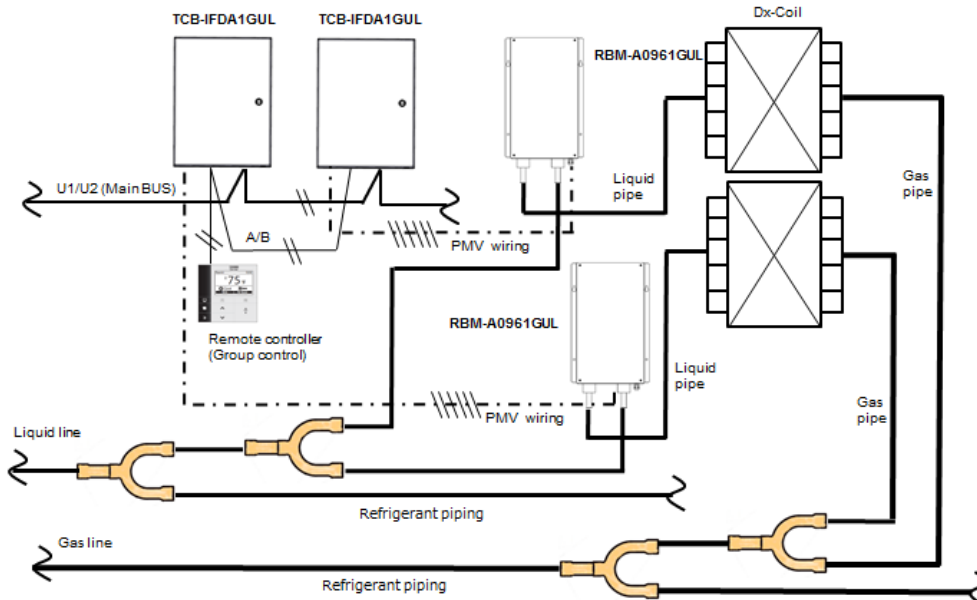 TCB-IFDA1GUL
TCB-IFDA1GUL
Dx-Coil
RBM-A0961GUL
U1/U2 (Main BUS)
Liquid
pipe
Gas
pipe
A/B
PMV wiring
75
Remote controller
(Group control)
RBM-A0961GUL
Liquid
pipe
Gas
pipe
PMV wiring
Liquid line
Refrigerant piping
Gas line
Refrigerant piping